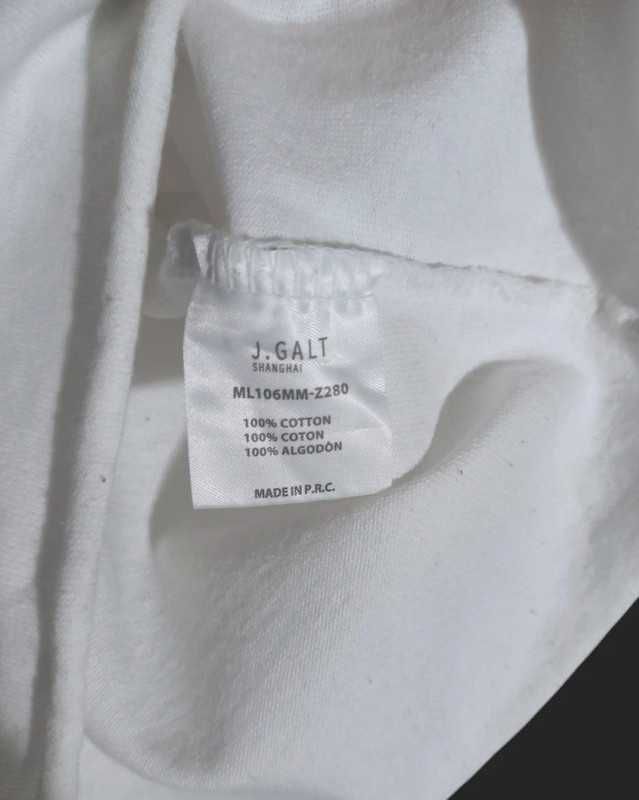 J.GALT
SHANGHAI
ML106MM-Z280
100% COTTON
100% COTON
100% ALGODÓN
MADE IN P.R.C.